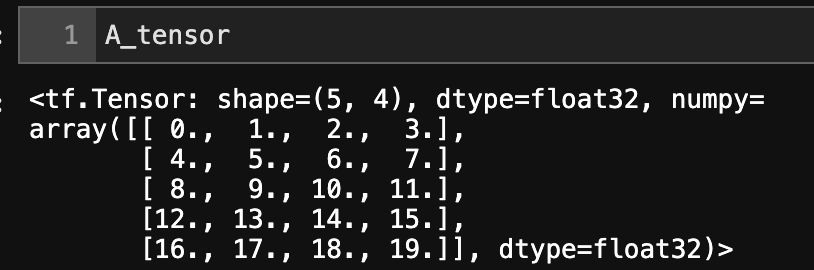 1 A_tensor
<tf.Tensor: shape=(5, 4), dtype=float32, numpy=
array([[ 0.,  1.,  2.,  3.],
       [ 4.,  5.,  6.,  7.],
       [ 8.,  9., 10., 11.],
       [12., 13., 14., 15.],
       [16., 17., 18., 19.]], dtype=float32)>